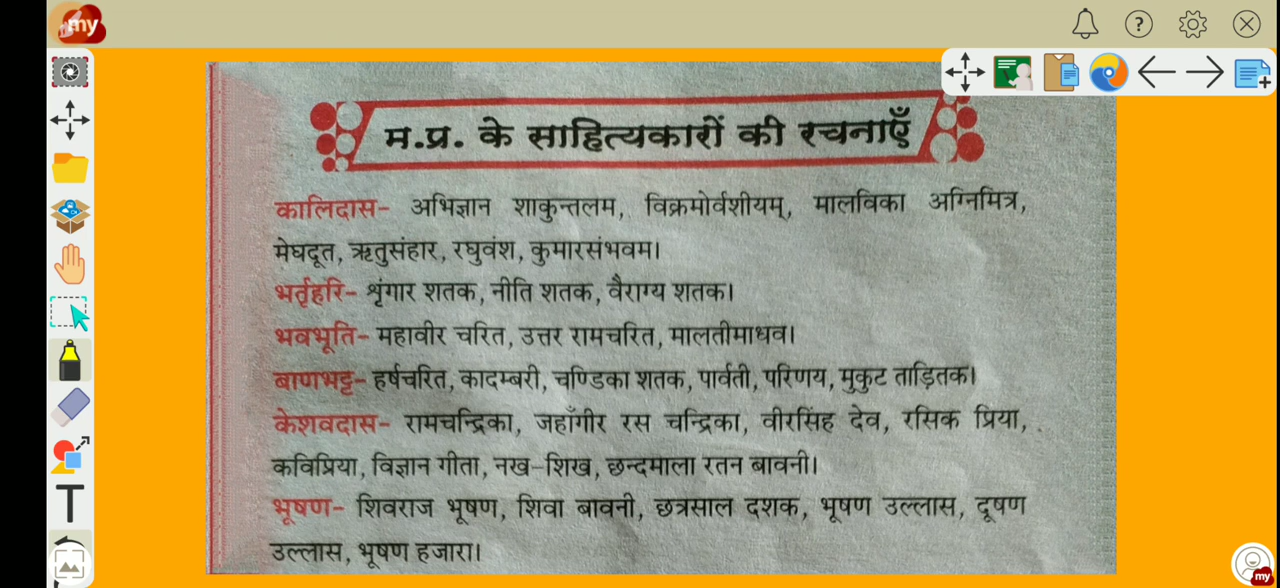 my
म.प्र. के साहित्यकारों की रचनाएँ
कालिदास- अभिज्ञान शाकुन्तलम, विक्रमोर्वशीयम्, मालविका अग्निमित्र,
मेघदूत, ऋतुसंहार, रघुवंश, कुमारसंभवम।
भर्तृहरि- श्रृंगार शतक, नीति शतक, वैराग्य शतक।
भवभूति- महावीर चरित, उत्तर रामचरित, मालतीमाधव।
बाणभट्ट- हर्षचरित, कादम्बरी, चण्डिका शतक, पार्वती, परिणय, मुकुट ताड़ितक।
केशवदास- रामचन्द्रिका, जहाँगीर रस चन्द्रिका, वीरसिंह देव, रसिक प्रिया,
कविप्रिया, विज्ञान गीता, नख-शिख, छन्दमाला रतन बावनी।
भूषण- शिवराज भूषण, शिवा बावनी, छत्रसाल दशक, भूषण उल्लास, दूषण
उल्लास, भूषण हजारा।
T
my